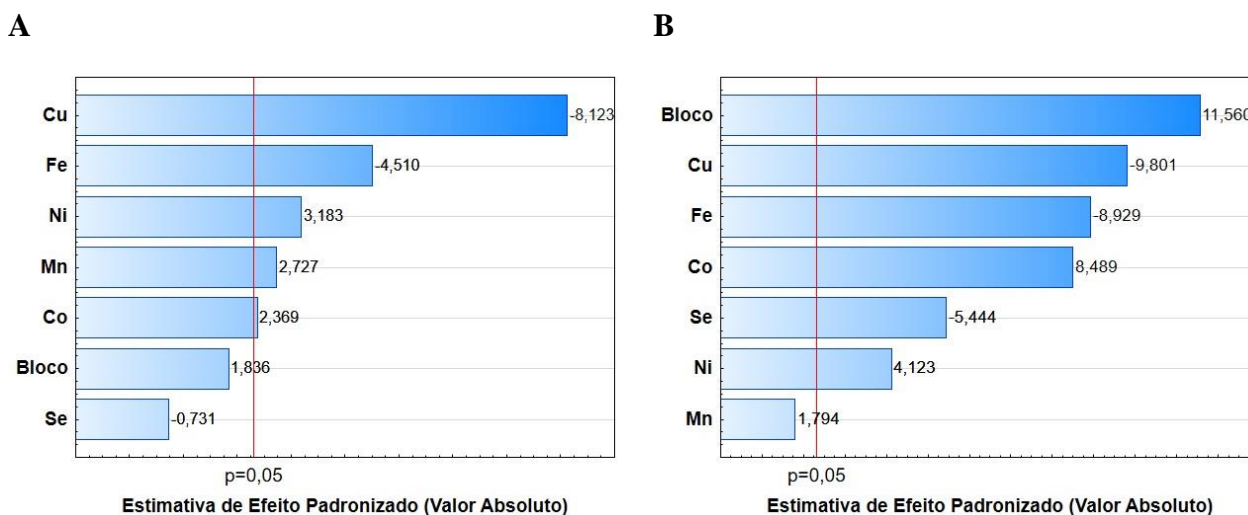 A
Cu
-8,123
Fe
-4,510
Ni
3,183
Mn
2,727
Co
2,369
Bloco
1,836
Se
-0,731
p=0,05
Estimativa de Efeito Padronizado (Valor Absoluto)
B
Bloco
11,560
Cu
-9,801
Fe
-8,929
Co
8,489
Se
-5,444
Ni
4,123
Mn
1,794
p=0,05
Estimativa de Efeito Padronizado (Valor Absoluto)